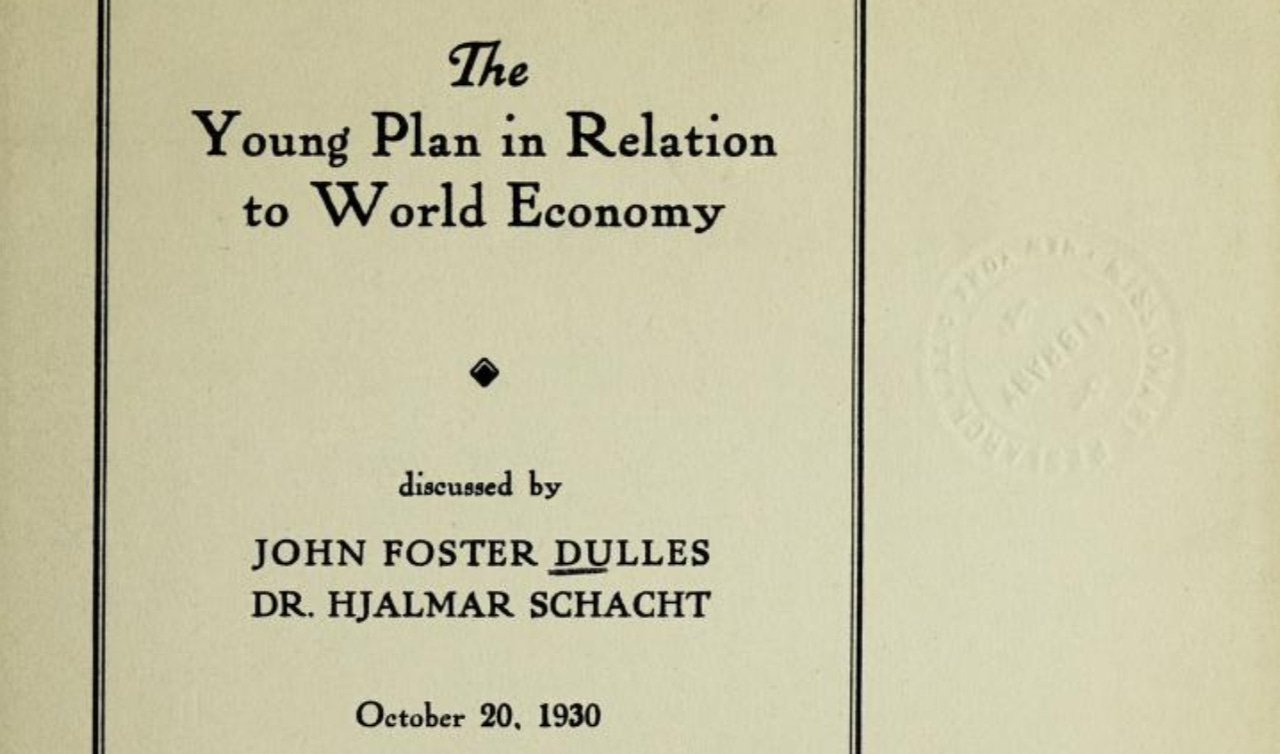 The
Young Plan in Relation
to World Economy
discussed by
JOHN FOSTER DULLES
DR. HJALMAR SCHACHT
October 20, 1930
LIBRARY